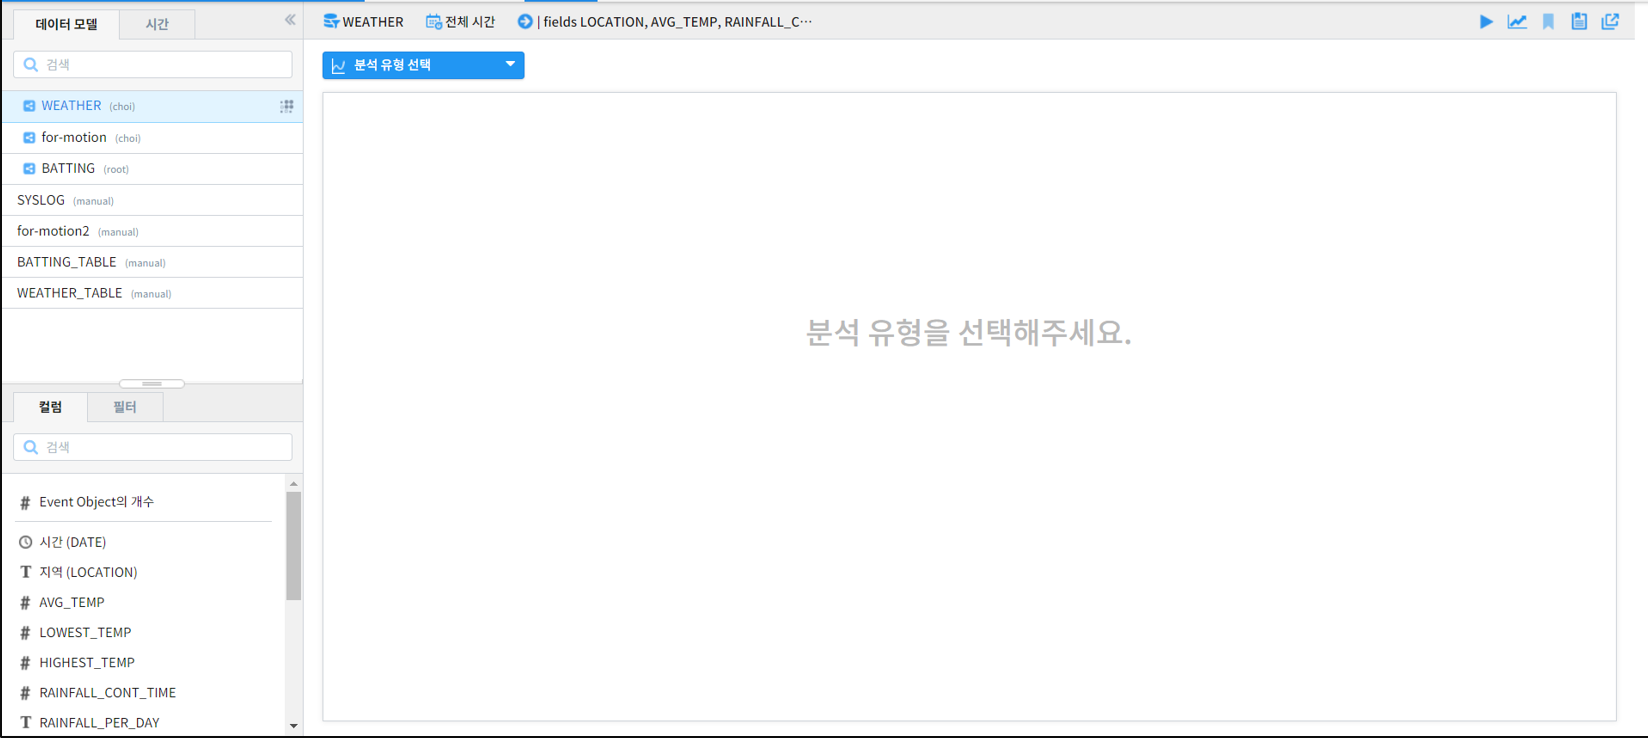 데이터 모델 시간
WEATHER 전체 시간 | fields LOCATION, AVG_TEMP, RAINFALL_C···
검색
분석 유형 선택
WEATHER (choi)
for-motion (choi)
BATTING (root)
SYSLOG (manual)
for-motion2 (manual)
BATTING_TABLE (manual)
WEATHER_TABLE (manual)
분석 유형을 선택해주세요.
컬럼 필터
검색
# Event Object의 개수
시간 (DATE)
T 지역 (LOCATION)
# AVG_TEMP
# LOWEST_TEMP
# HIGHEST_TEMP
# RAINFALL_CONT_TIME
T RAINFALL_PER_DAY